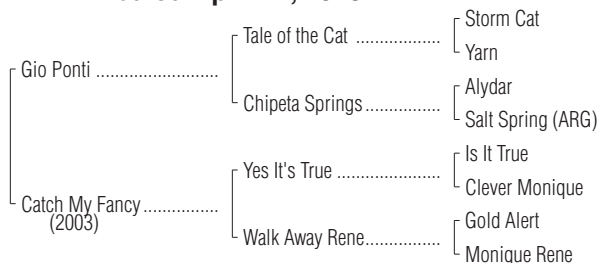 Storm Cat
Tale of the Cat ..................
Yarn
Gio Ponti ..........................
Alydar
Chipeta Springs ................
Salt Spring (ARG)
Is It True
Yes It's True ......................
Clever Monique
Catch My Fancy ................
(2003)
Gold Alert
Walk Away Rene ................
Monique Rene